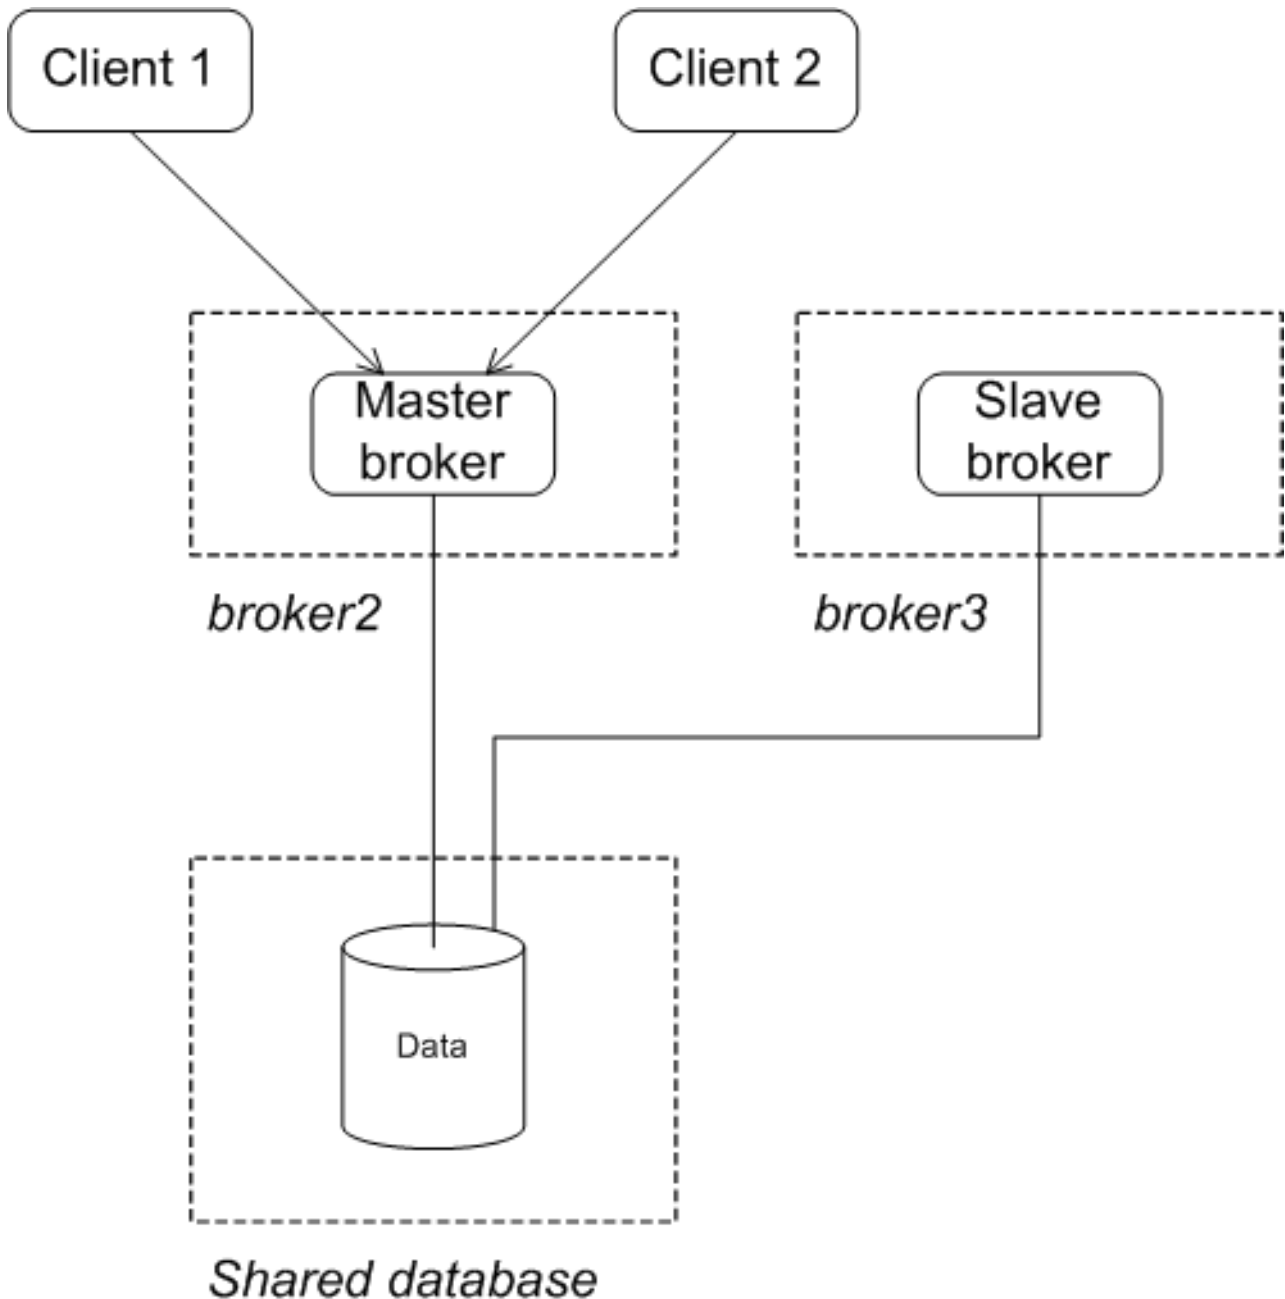 Client 1
Client 2
Master
broker
Slave
broker
broker2
broker3
Data
Shared database